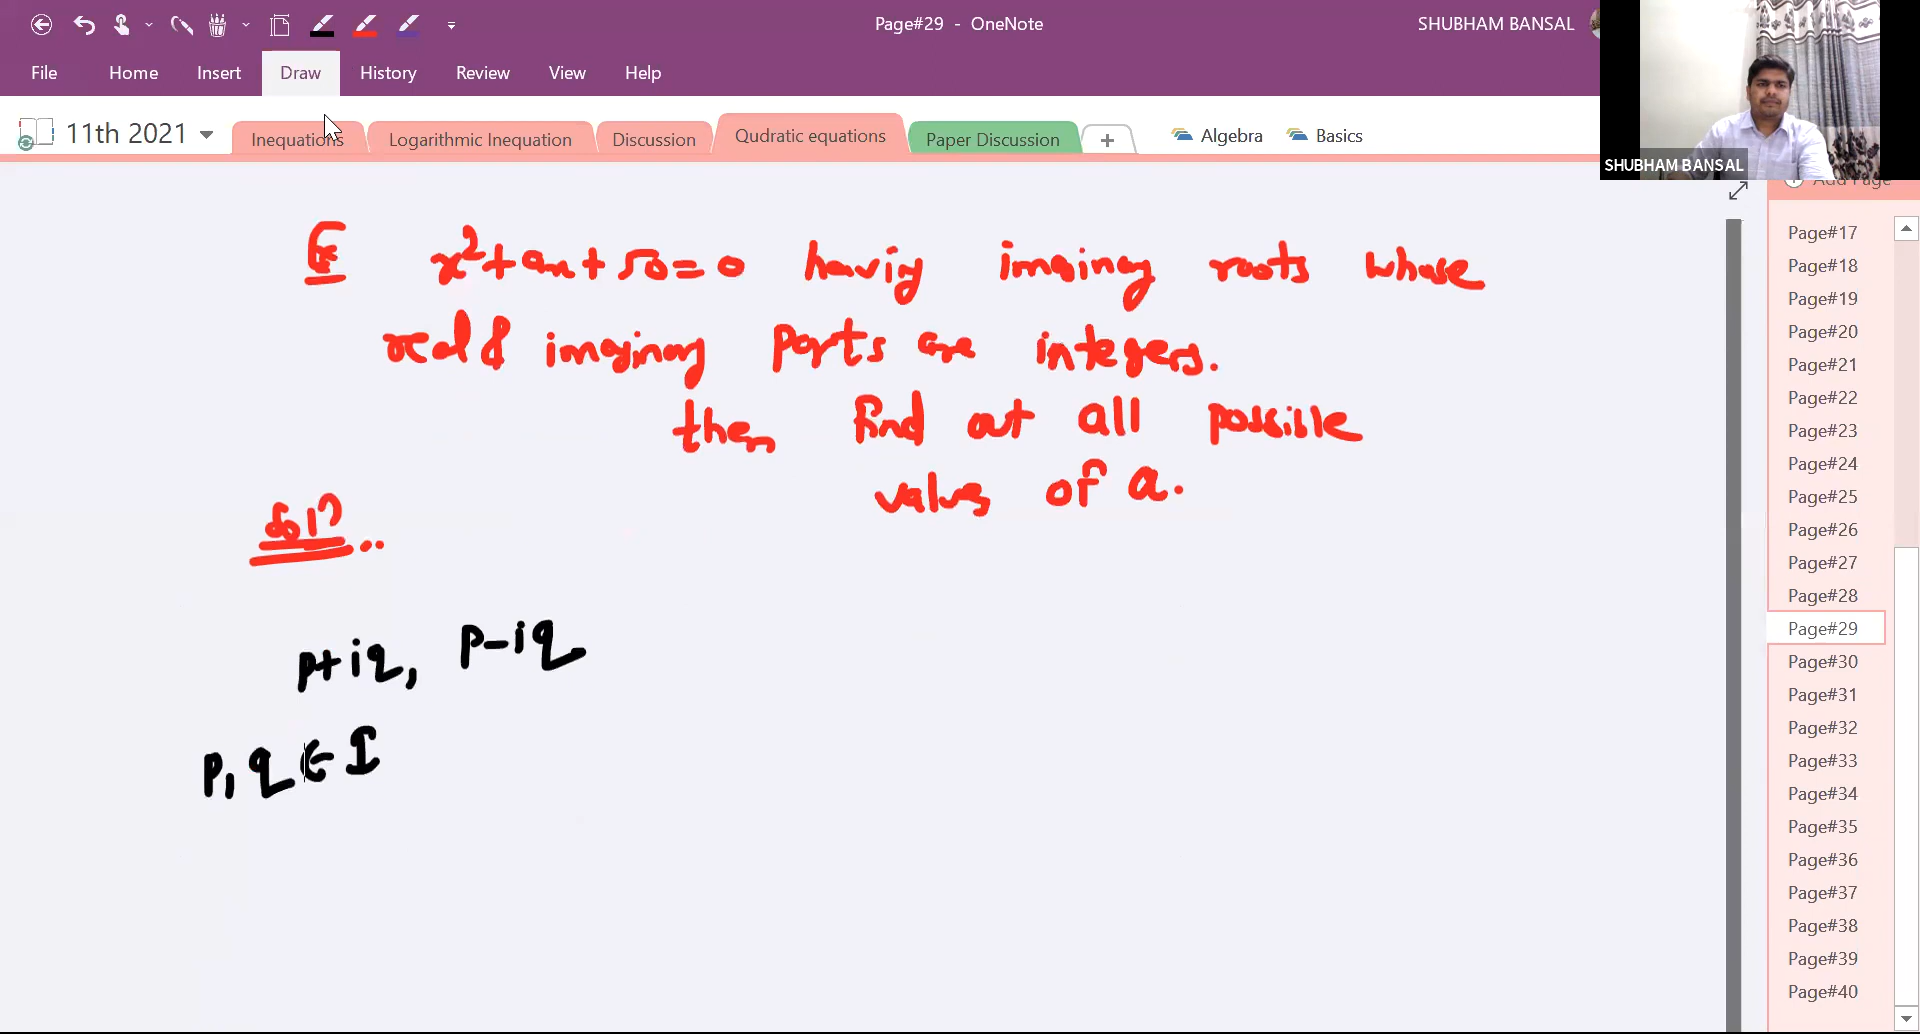 Page#29 - OneNote
SHUBHAM BANSAL
File Home Insert Draw History Review View Help
11th 2021
Inequations Logarithmic Inequation Discussion Qudratic equations Paper Discussion + Algebra Basics
SHUBHAM BANSAL
Add Page
Ex x²+ax+50=0 having imaginary roots whose
real & imaginary parts are integers.
then find out all possible
values of a.
Solⁿ..
p+iq, p-iq
p, q ∈ I
Page#17
Page#18
Page#19
Page#20
Page#21
Page#22
Page#23
Page#24
Page#25
Page#26
Page#27
Page#28
Page#29
Page#30
Page#31
Page#32
Page#33
Page#34
Page#35
Page#36
Page#37
Page#38
Page#39
Page#40